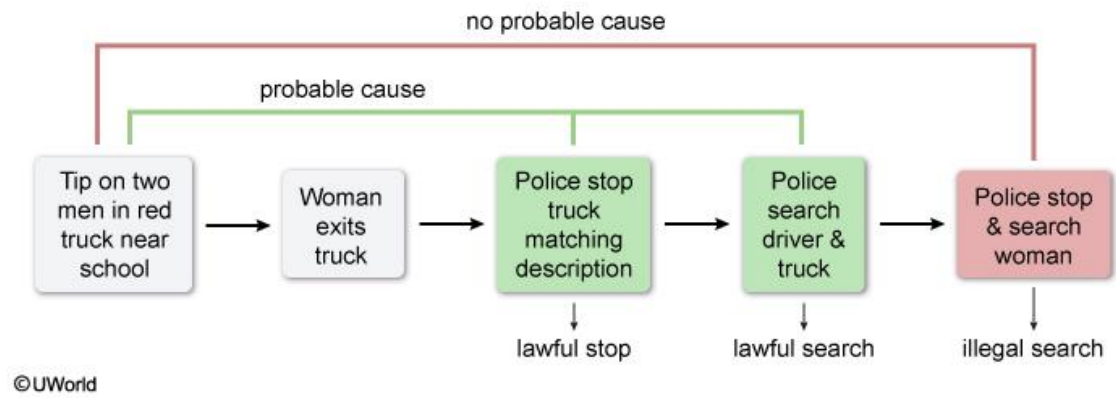 no probable cause
probable cause
Tip on two
men in red
truck near
school
Woman
exits
truck
Police stop
truck
matching
description
Police
search
driver &
truck
Police stop
& search
woman
lawful stop
lawful search
illegal search
©UWorld